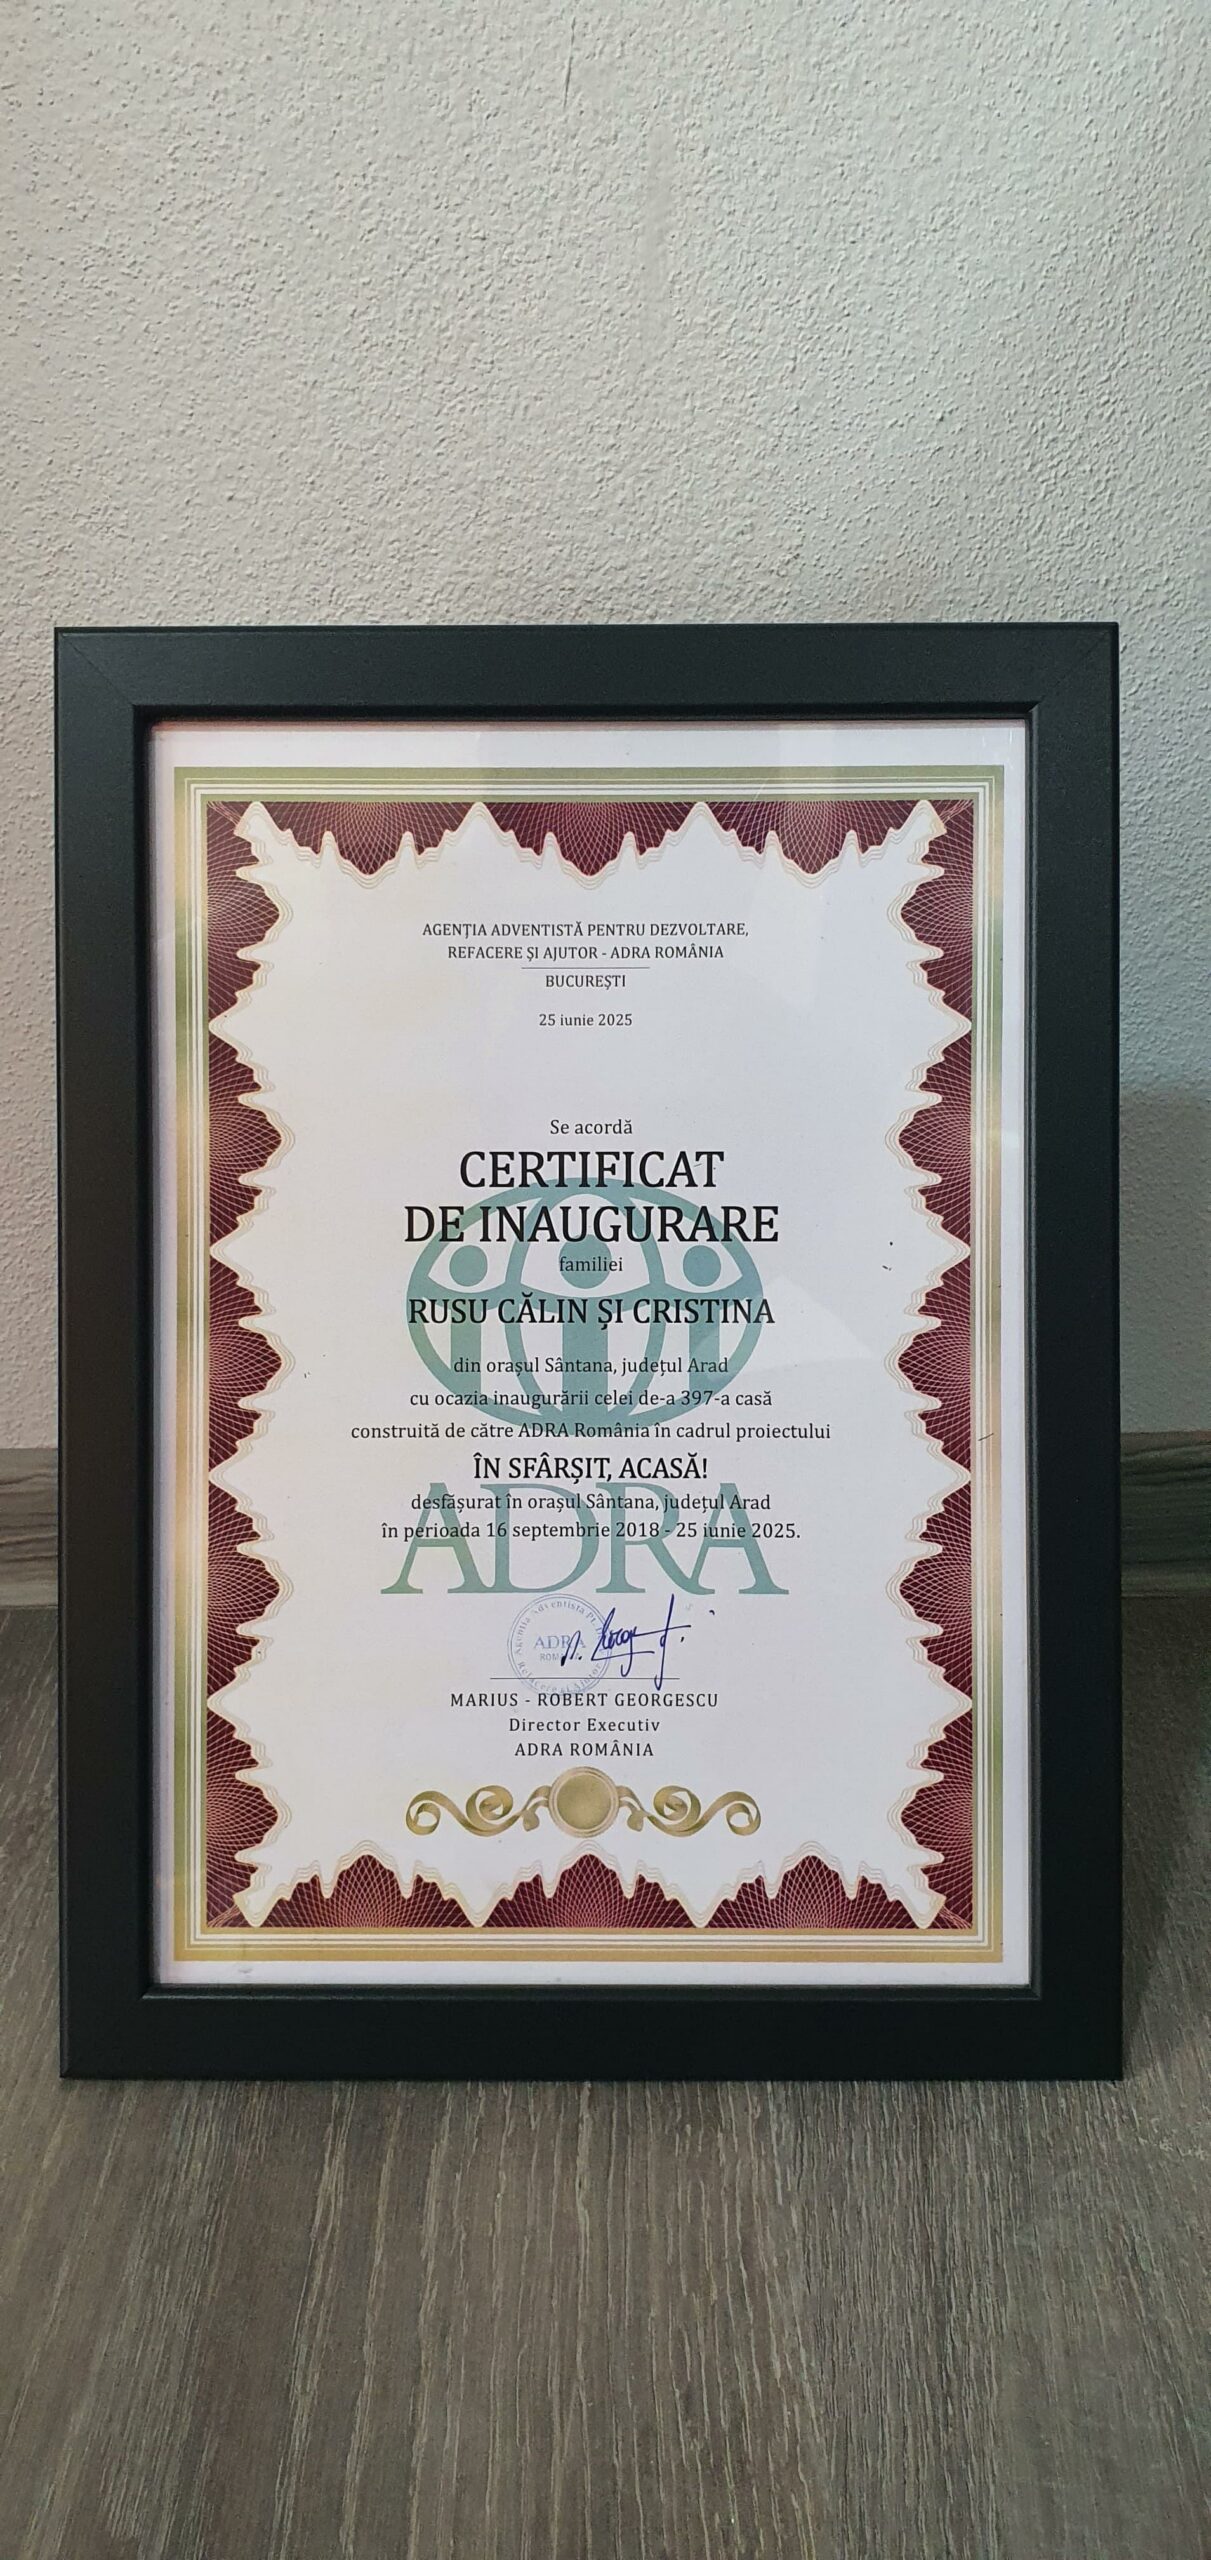 AGENȚIA ADVENTISTĂ PENTRU DEZVOLTARE,
REFACERE ȘI AJUTOR - ADRA ROMÂNIA
BUCUREȘTI
25 iunie 2025
Se acordă
CERTIFICAT
DE INAUGURARE
familiei
RUSU CĂLIN ȘI CRISTINA
din orașul Sântana, județul Arad
cu ocazia inaugurării celei de-a 397-a casă
construită de către ADRA România în cadrul proiectului
ÎN SFÂRȘIT, ACASĂ!
desfășurat în orașul Sântana, județul Arad
în perioada 16 septembrie 2018 - 25 iunie 2025.
ADRA
ADRA
MARIUS - ROBERT GEORGESCU
Director Executiv
ADRA ROMÂNIA